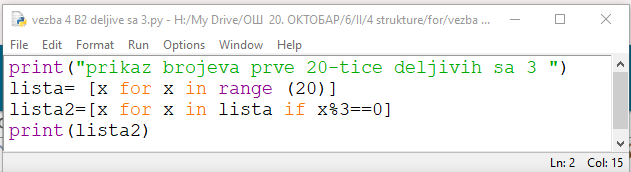 vezba 4 B2 deljive sa 3.py - H:/My Drive/ОШ 20. ОКТОБАР/6/II/4 strukture/for/vezba ...
File Edit Format Run Options Window Help
print("prikaz brojeva prve 20-tice deljivih sa 3 ")
lista= [x for x in range (20)]
lista2=[x for x in lista if x%3==0]
print(lista2)
Ln: 2 Col: 15